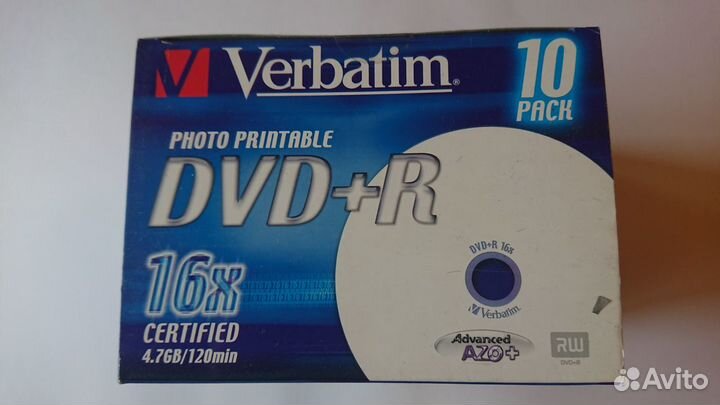 Verbatim®
10
PACK
PHOTO PRINTABLE
DVD+R
16x
CERTIFIED
4.7GB/120min
DVD+R 16x
Verbatim.
Advanced
AZO+
RW
DVD+R
Avito